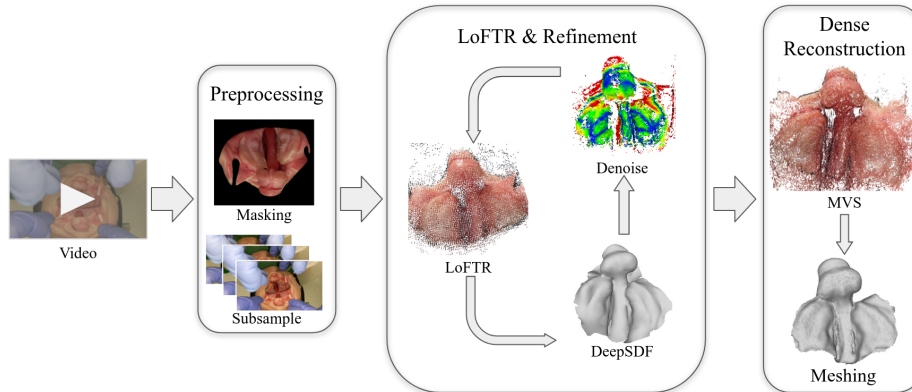 Video
Preprocessing
Masking
Subsample
LoFTR & Refinement
Denoise
LoFTR
DeepSDF
Dense
Reconstruction
MVS
Meshing